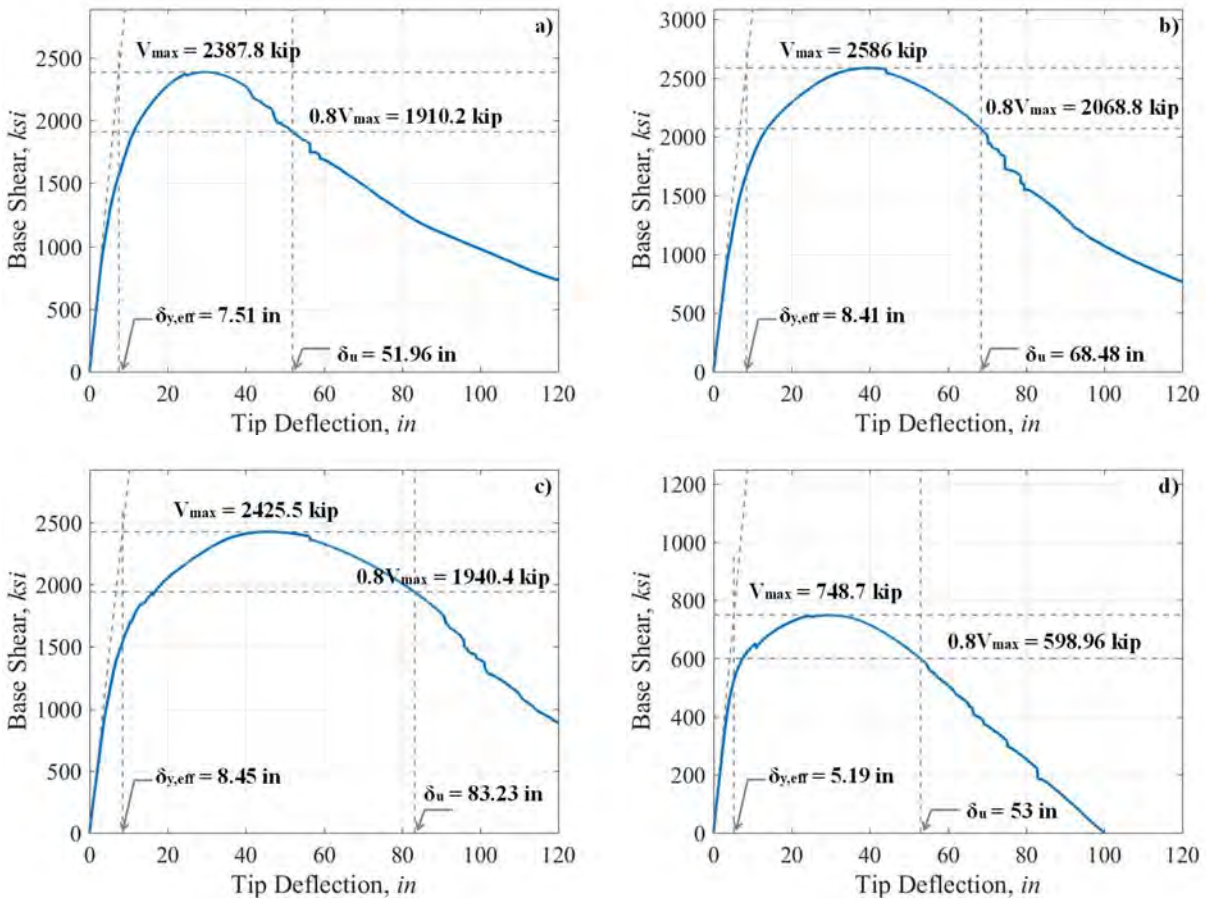 a)
Vmax = 2387.8 kip
0.8Vmax = 1910.2 kip
δy,eff = 7.51 in
δu = 51.96 in
2500
2000
1500
1000
500
0
0 20 40 60 80 100 120
Base Shear, ksi
Tip Deflection, in
b)
Vmax = 2586 kip
0.8Vmax = 2068.8 kip
δy,eff = 8.41 in
δu = 68.48 in
3000
2500
2000
1500
1000
500
0
0 20 40 60 80 100 120
Base Shear, ksi
Tip Deflection, in
c)
Vmax = 2425.5 kip
0.8Vmax = 1940.4 kip
δy,eff = 8.45 in
δu = 83.23 in
2500
2000
1500
1000
500
0
0 20 40 60 80 100 120
Base Shear, ksi
Tip Deflection, in
d)
Vmax = 748.7 kip
0.8Vmax = 598.96 kip
δy,eff = 5.19 in
δu = 53 in
1200
1000
800
600
400
200
0
0 20 40 60 80 100 120
Base Shear, ksi
Tip Deflection, in